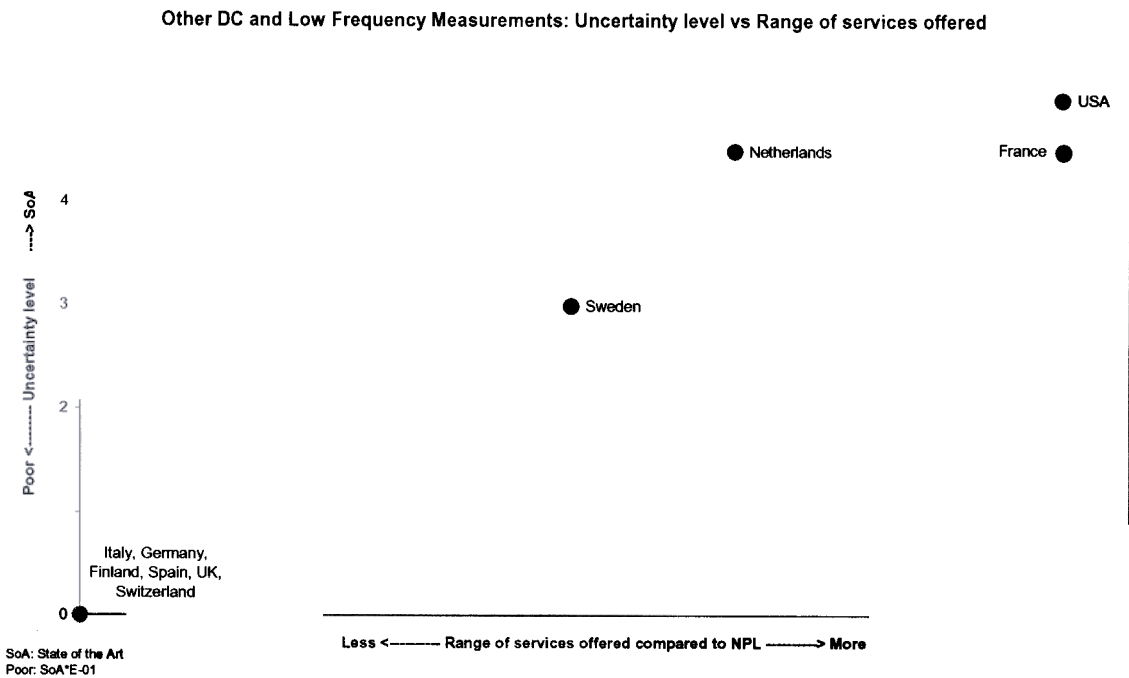 Other DC and Low Frequency Measurements: Uncertainty level vs Range of services offered
USA
Netherlands
France
4
3
Sweden
2
Poor <-------- Uncertainty level ----> SoA
Italy, Germany,
Finland, Spain, UK,
Switzerland
0
Less <--------- Range of services offered compared to NPL ---------> More
SoA: State of the Art
Poor: SoA*E-01